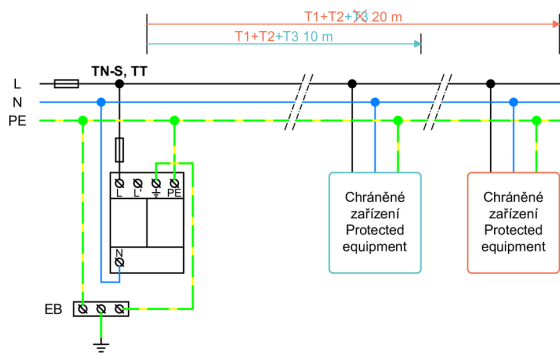 T1+T2+T3 20 m
T1+T2+T3 10 m
TN-S, TT
L
N
PE
L
L'
PE
N
EB
Chráněné
zařízení
Protected
equipment
Chráněné
zařízení
Protected
equipment